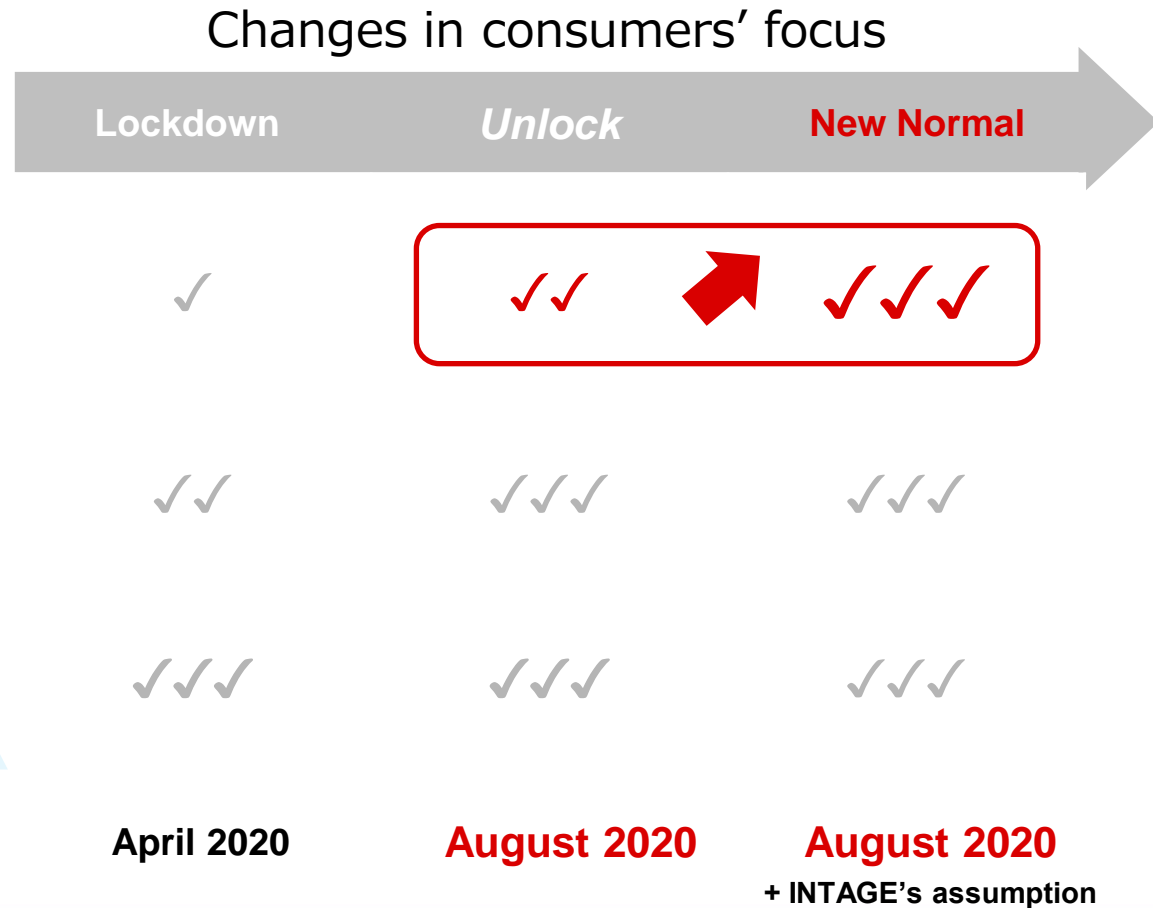 Changes in consumers’ focus
Lockdown Unlock New Normal
✓ ✓✓ ✓✓✓
✓✓ ✓✓✓ ✓✓✓
✓✓✓ ✓✓✓ ✓✓✓
April 2020 August 2020 August 2020
+ INTAGE’s assumption